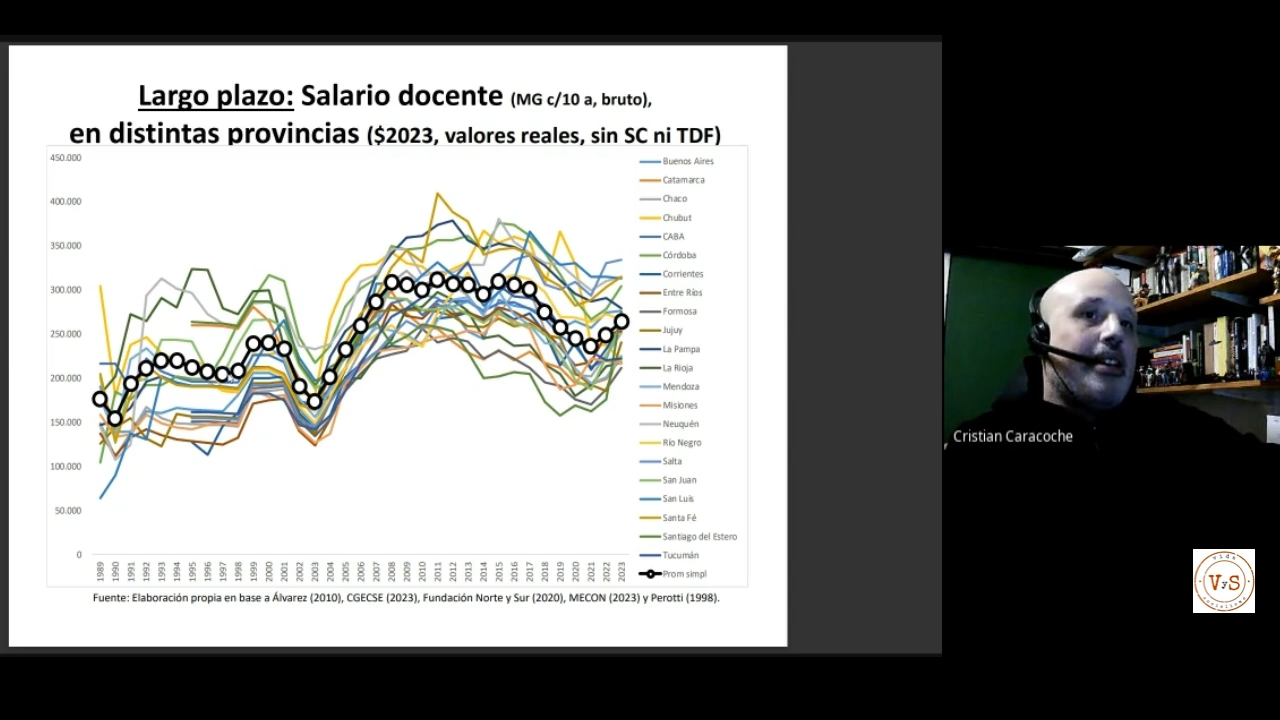 Largo plazo: Salario docente (MG c/10 a, bruto),
en distintas provincias ($2023, valores reales, sin SC ni TDF)
450.000
400.000
350.000
300.000
250.000
200.000
150.000
100.000
50.000
0
1989 1990 1991 1992 1993 1994 1995 1996 1997 1998 1999 2000 2001 2002 2003 2004 2005 2006 2007 2008 2009 2010 2011 2012 2013 2014 2015 2016 2017 2018 2019 2020 2021 2022 2023
Buenos Aires
Catamarca
Chaco
Chubut
CABA
Córdoba
Corrientes
Entre Ríos
Formosa
Jujuy
La Pampa
La Rioja
Mendoza
Misiones
Neuquén
Río Negro
Salta
San Juan
San Luis
Santa Fé
Santiago del Estero
Tucumán
Prom simpl
Fuente: Elaboración propia en base a Álvarez (2010), CGECSE (2023), Fundación Norte y Sur (2020), MECON (2023) y Perotti (1998).
Cristian Caracoche
Vida
VyS
Socialismo